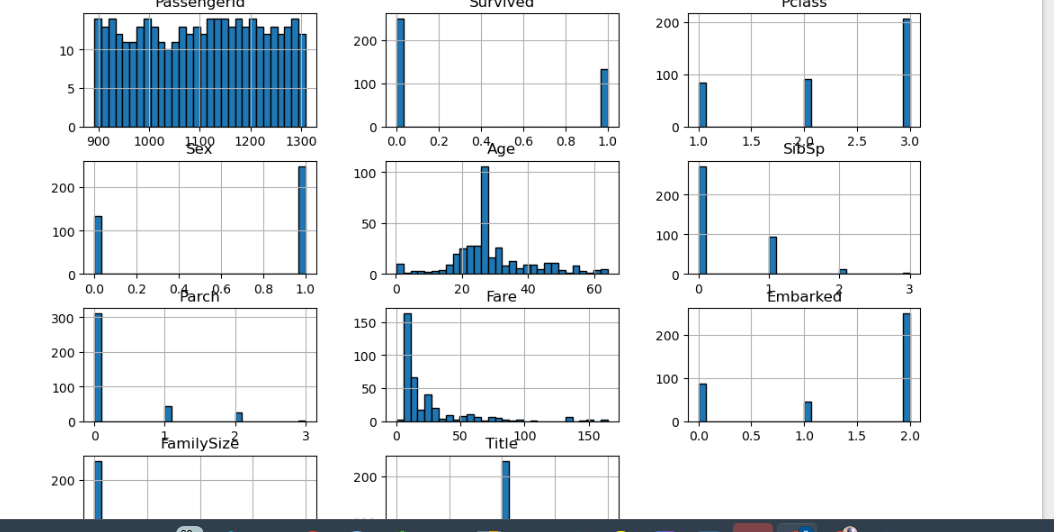 PassengerId Survived Pclass
10
5
0
900 1000 1100 1200 1300
200
100
0
0.0 0.2 0.4 0.6 0.8 1.0
200
100
0
1.0 1.5 2.0 2.5 3.0
Sex Age SibSp
200
100
0
0.0 0.2 0.4 0.6 0.8 1.0
100
50
0
0 20 40 60
200
100
0
0 1 2 3
Parch Fare Embarked
300
200
100
0
0 1 2 3
150
100
50
0
0 50 100 150
200
100
0
0.0 0.5 1.0 1.5 2.0
FamilySize Title
200
200